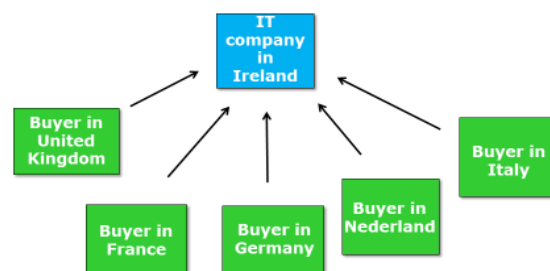 IT
company
in
Ireland
Buyer in
United
Kingdom
Buyer in
France
Buyer in
Germany
Buyer in
Nederland
Buyer in
Italy